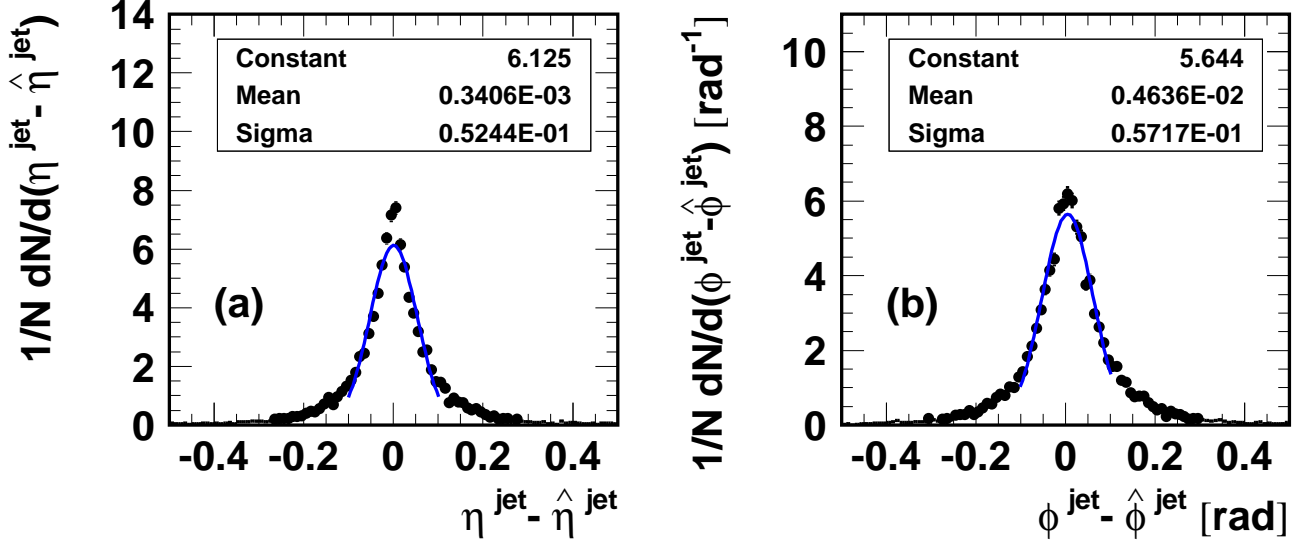 1/N dN/d(η jet- η̂ jet)
14
12
10
8
6
4
2
0
Constant 6.125
Mean 0.3406E-03
Sigma 0.5244E-01
(a)
-0.4 -0.2 0 0.2 0.4
η jet- η̂ jet
1/N dN/d(ϕ jet-ϕ̂ jet) [rad-1]
10
8
6
4
2
0
Constant 5.644
Mean 0.4636E-02
Sigma 0.5717E-01
(b)
-0.4 -0.2 0 0.2 0.4
ϕ jet- ϕ̂ jet [rad]